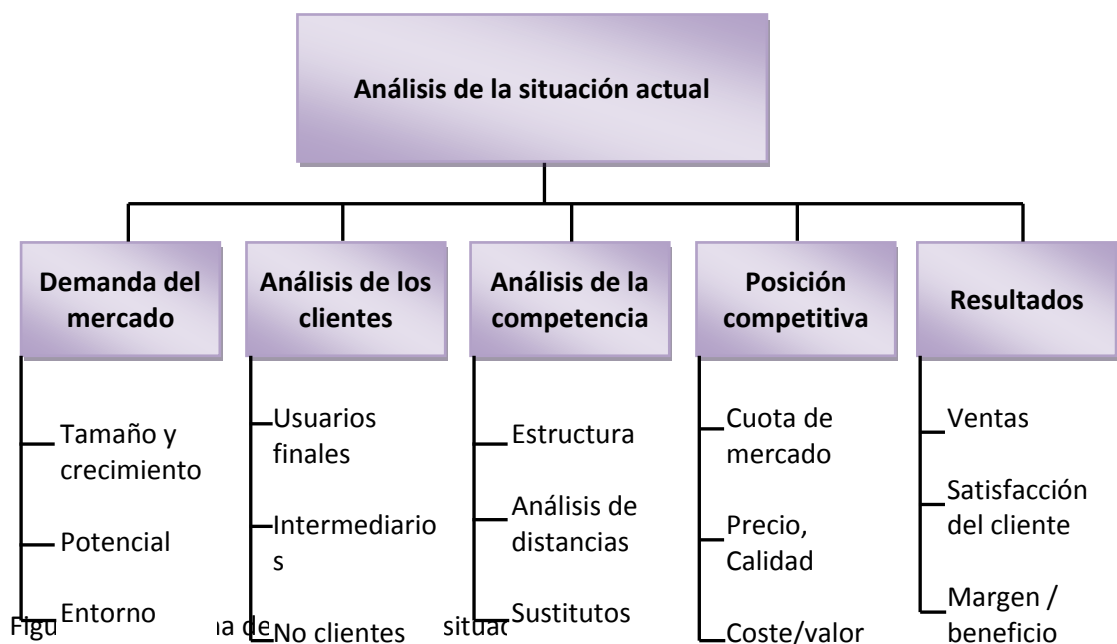 Análisis de la situación actual
Demanda del
mercado
Análisis de los
clientes
Análisis de la
competencia
Posición
competitiva
Resultados
Tamaño y
crecimiento
Potencial
Entorno
Usuarios
finales
Intermediario
s
No clientes
Estructura
Análisis de
distancias
Sustitutos
Cuota de
mercado
Precio,
Calidad
Coste/valor
Ventas
Satisfacción
del cliente
Margen /
beneficio